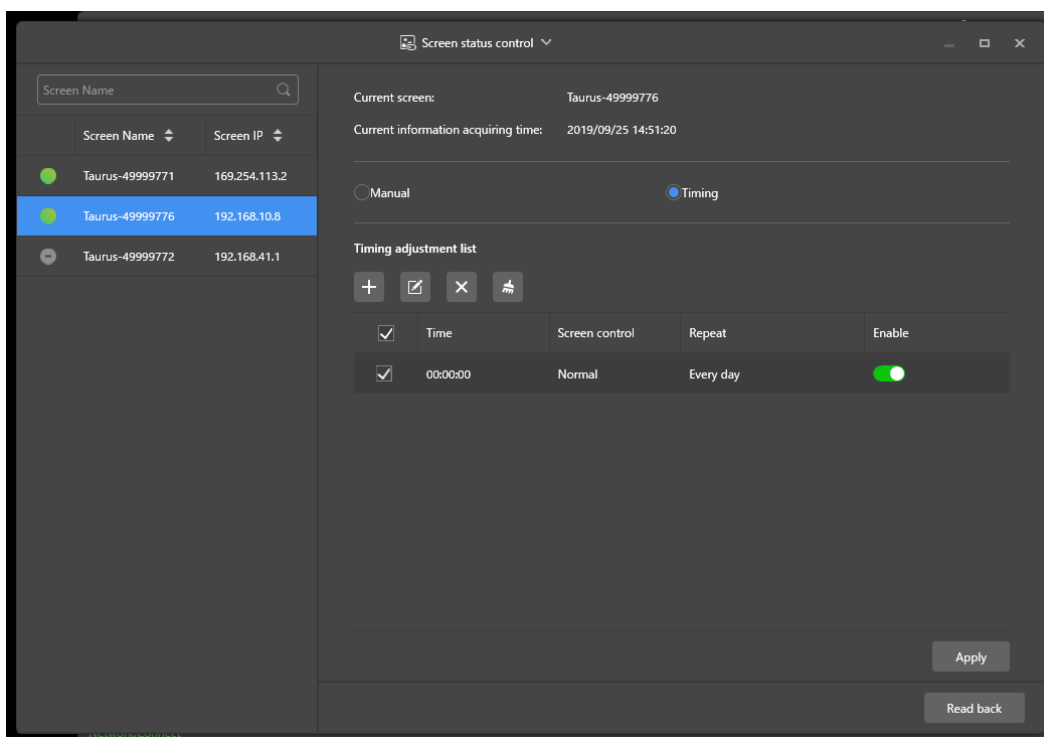 Screen status control
Screen Name
Screen Name Screen IP
Taurus-49999771 169.254.113.2
Taurus-49999776 192.168.10.8
Taurus-49999772 192.168.41.1
Current screen: Taurus-49999776
Current information acquiring time: 2019/09/25 14:51:20
Manual Timing
Timing adjustment list
Time Screen control Repeat Enable
00:00:00 Normal Every day
Apply
Read back